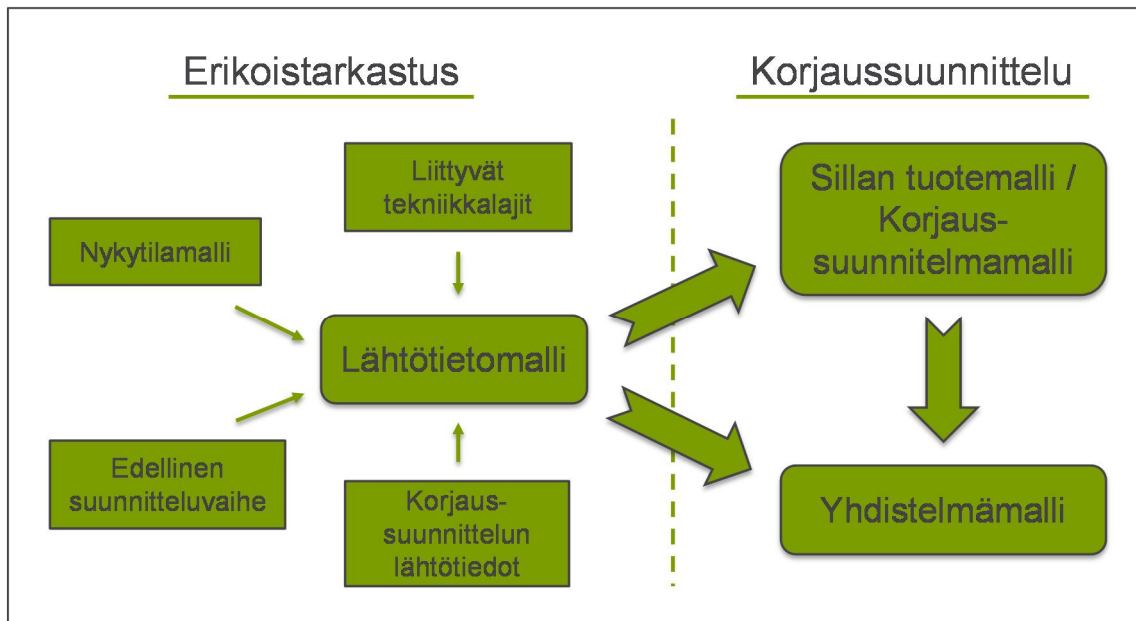 Erikoistarkastus
Korjaussuunnittelu
Liittyvät
tekniikkalajit
Nykytilamalli
Lähtötietomalli
Edellinen
suunnitteluvaihe
Korjaus-
suunnittelun
lähtötiedot
Sillan tuotemalli /
Korjaus-
suunnitelmamalli
Yhdistelmämalli